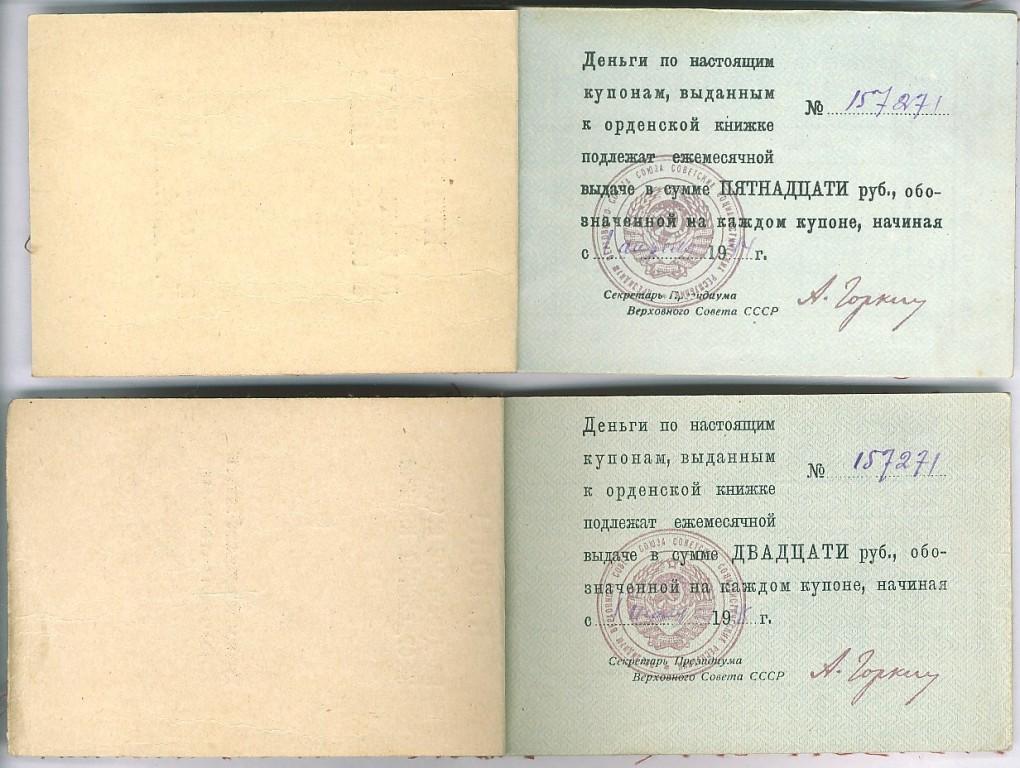 Деньги по настоящим
купонам, выданным
к орденской книжке
№ 157271
подлежат ежемесячной
выдаче в сумме ПЯТНАДЦАТИ руб., обо-
значенной на каждом купоне, начиная
с 19 г.
Секретарь Президиума
Верховного Совета СССР
А. Горкин
Деньги по настоящим
купонам, выданным
к орденской книжке
№ 157271
подлежат ежемесячной
выдаче в сумме ДВАДЦАТИ руб., обо-
значенной на каждом купоне, начиная
с 1 19 г.
Секретарь Президиума
Верховного Совета СССР
А. Горкин